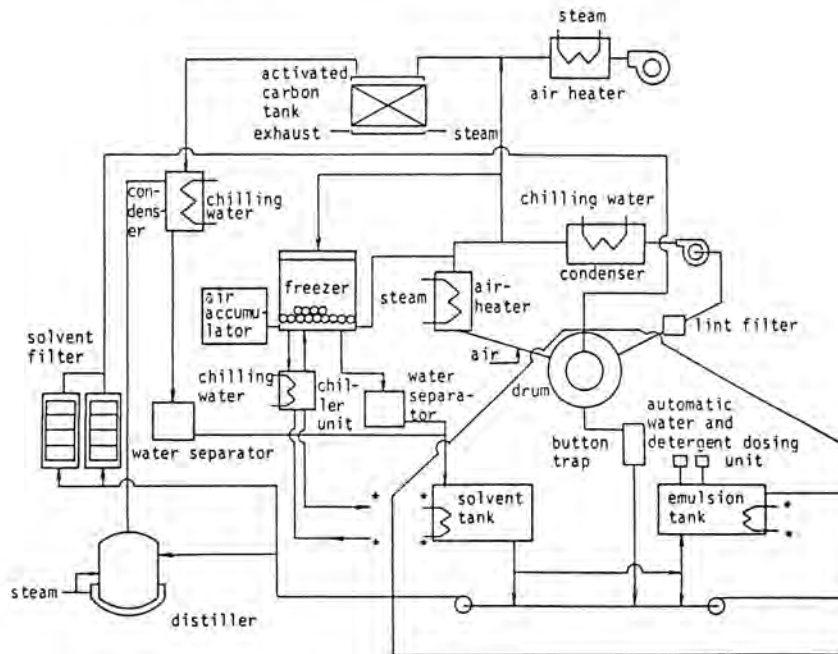 steam
air heater
activated
carbon
tank
exhaust
steam
con-
dens-
er
chilling
water
chilling water
condenser
freezer
air
accumu-
lator
steam
air-
heater
lint filter
solvent
filter
chilling
water
chil-
ler
unit
water
separa-
tor
air
drum
automatic
water and
detergent dosing
unit
button
trap
water separator
* *
* *
solvent
tank
emulsion
tank
*
*
steam
distiller